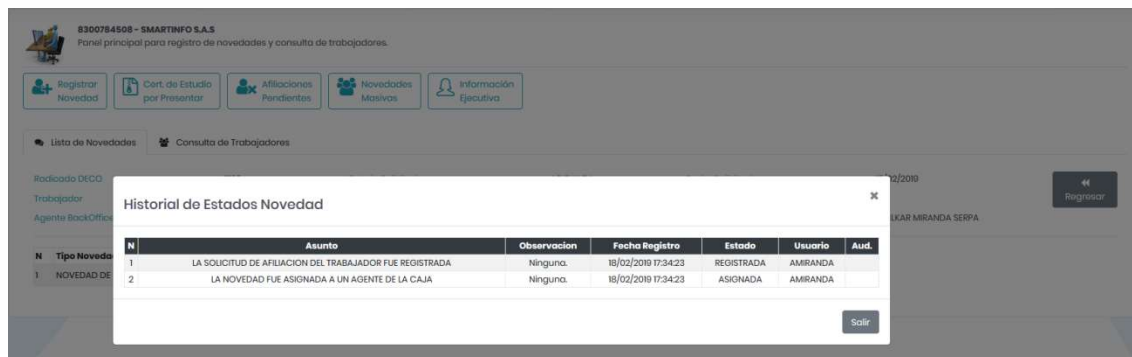 8300784508 - SMARTINFO S.A.S
Panel principal para registro de novedades y consulta de trabajadores.
Registrar Novedad
Cert. de Estudio por Presentar
Afiliaciones Pendientes
Novedades Masivas
Información Ejecutiva
Lista de Novedades
Consulta de Trabajadores
Radicado DECO
/02/2019
Regresar
Trabajador
Agente BackOffice
MIRANDA SERPA
N Tipo Noveda
1 NOVEDAD DE
Historial de Estados Novedad
N Asunto Observacion Fecha Registro Estado Usuario Aud.
1 LA SOLICITUD DE AFILIACION DEL TRABAJADOR FUE REGISTRADA Ninguna. 18/02/2019 17:34:23 REGISTRADA AMIRANDA
2 LA NOVEDAD FUE ASIGNADA A UN AGENTE DE LA CAJA Ninguna. 18/02/2019 17:34:23 ASIGNADA AMIRANDA
Salir